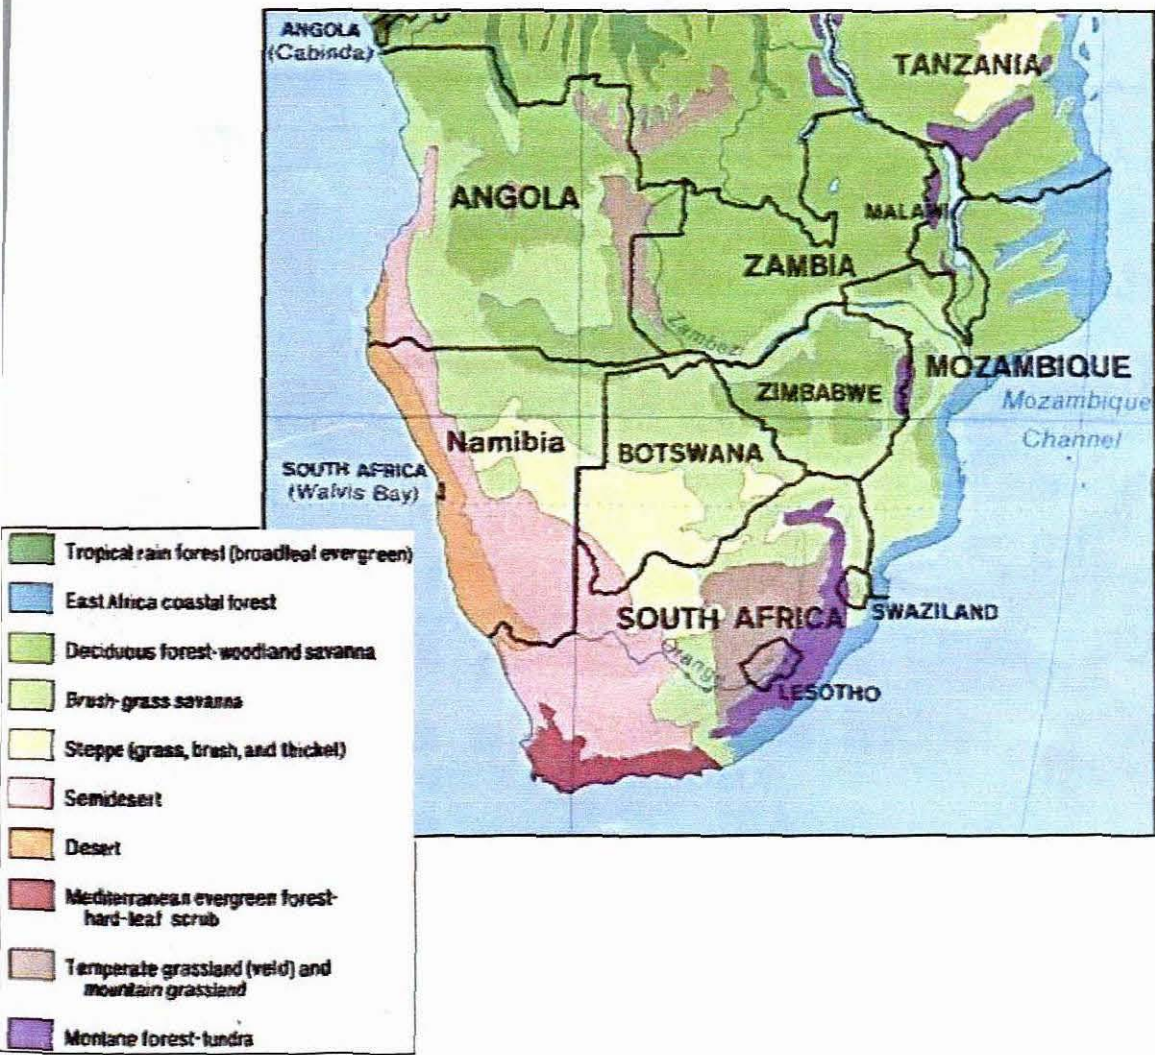 ANGOLA
(Cabinda)
TANZANIA
ANGOLA
MALAWI
ZAMBIA
Zambezi
MOZAMBIQUE
ZIMBABWE
Mozambique
Channel
Namibia
BOTSWANA
SOUTH AFRICA
(Walvis Bay)
SOUTH AFRICA
SWAZILAND
Orange
LESOTHO
Tropical rain forest (broadleaf evergreen)
East Africa coastal forest
Deciduous forest-woodland savanna
Brush-grass savanna
Steppe (grass, brush, and thicket)
Semidesert
Desert
Mediterranean evergreen forest-
hard-leaf scrub
Temperate grassland (veld) and
mountain grassland
Montane forest-tundra